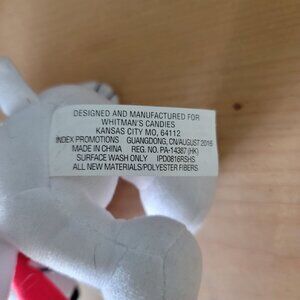 DESIGNED AND MANUFACTURED FOR
WHITMAN'S CANDIES
KANSAS CITY MO, 64112
INDEX PROMOTIONS GUANGDONG, CN/AUGUST 2016
MADE IN CHINA REG. NO. PA-14387 (HK)
SURFACE WASH ONLY IPD0816RSHS
ALL NEW MATERIALS/POLYESTER FIBERS